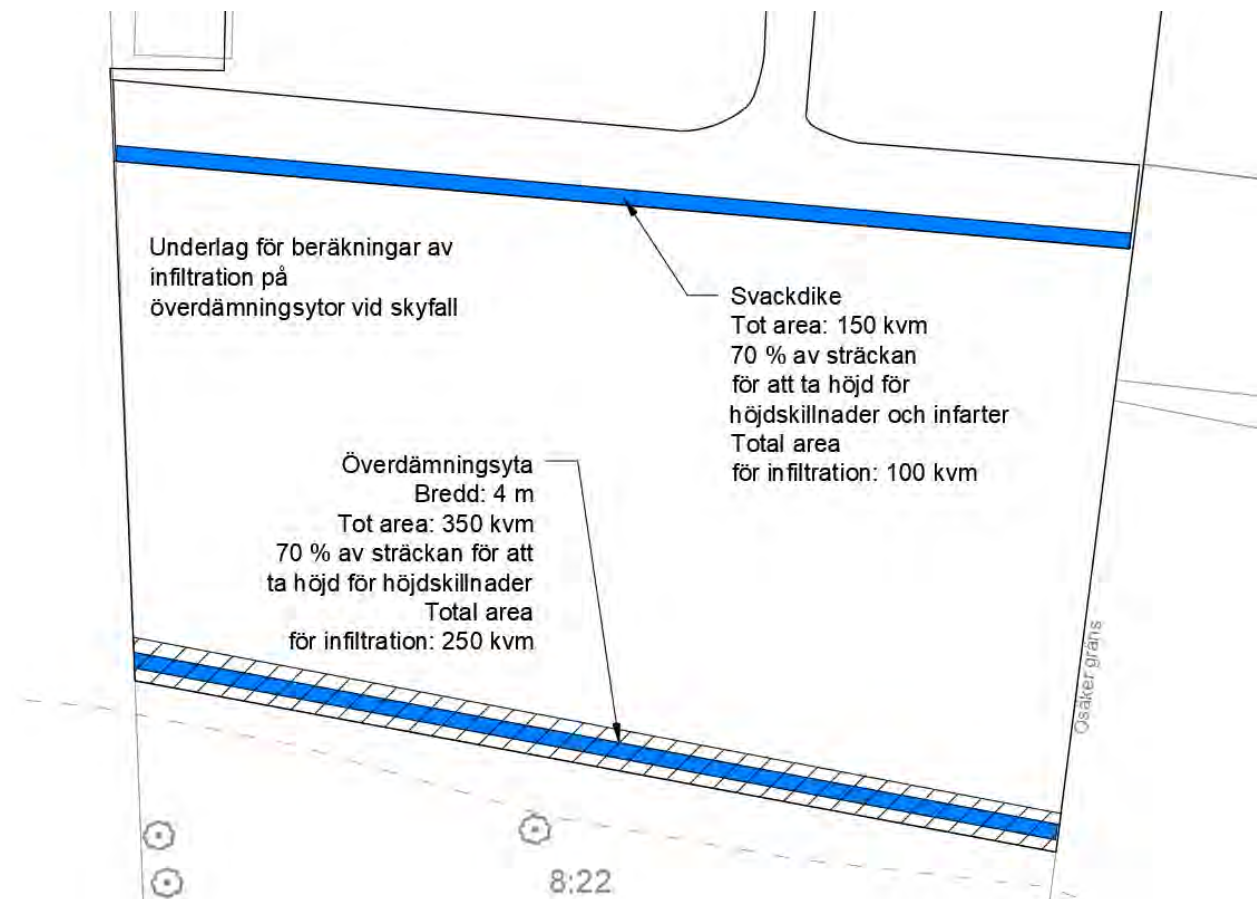 Underlag för beräkningar av
infiltration på
överdämningsytor vid skyfall
Svackdike
Tot area: 150 kvm
70 % av sträckan
för att ta höjd för
höjdskillnader och infarter
Total area
för infiltration: 100 kvm
Överdämningsyta
Bredd: 4 m
Tot area: 350 kvm
70 % av sträckan för att
ta höjd för höjdskillnader
Total area
för infiltration: 250 kvm
Osäker gräns
8:22